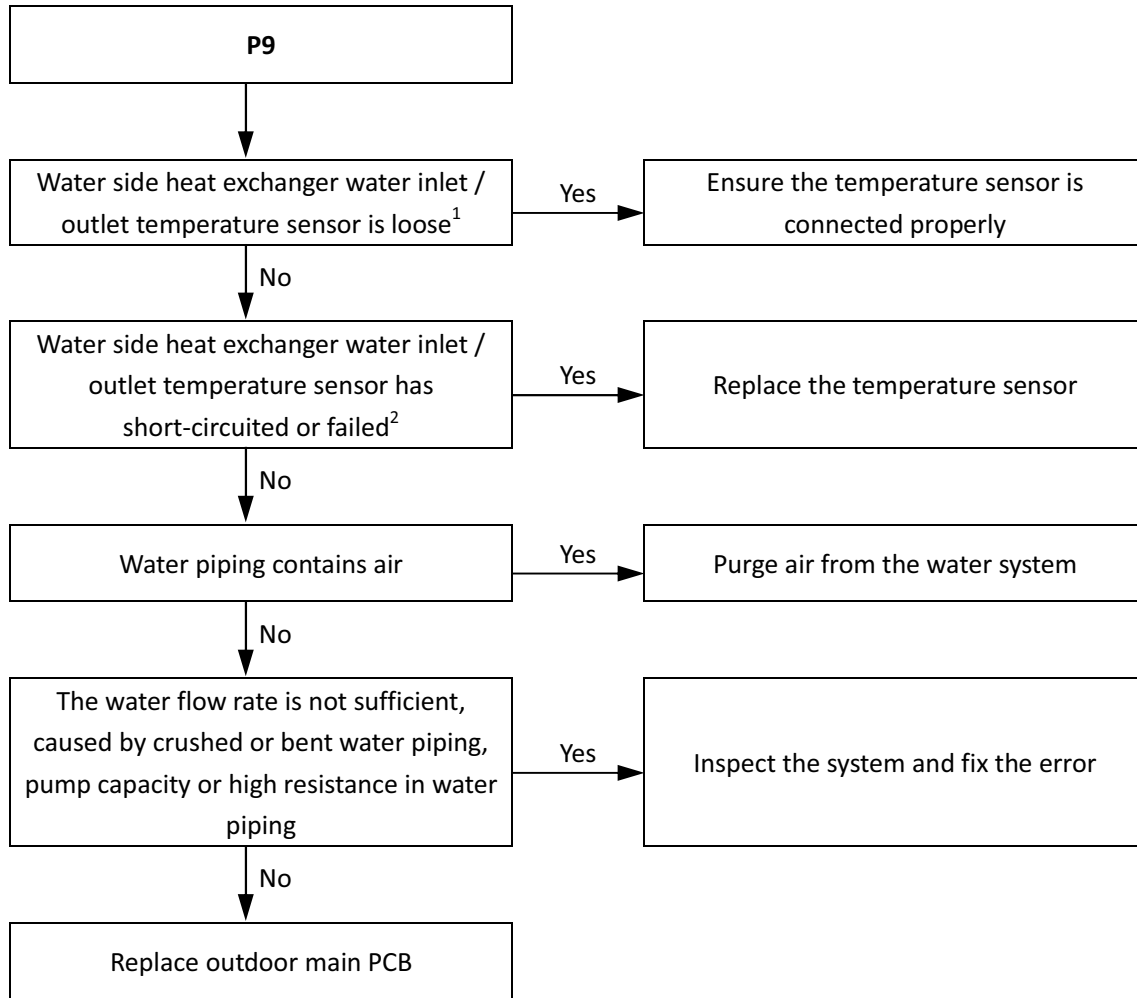 P9
Water side heat exchanger water inlet /
outlet temperature sensor is loose1
Yes
Ensure the temperature sensor is
connected properly
No
Water side heat exchanger water inlet /
outlet temperature sensor has
short-circuited or failed2
Yes
Replace the temperature sensor
No
Water piping contains air
Yes
Purge air from the water system
No
The water flow rate is not sufficient,
caused by crushed or bent water piping,
pump capacity or high resistance in water
piping
Yes
Inspect the system and fix the error
No
Replace outdoor main PCB